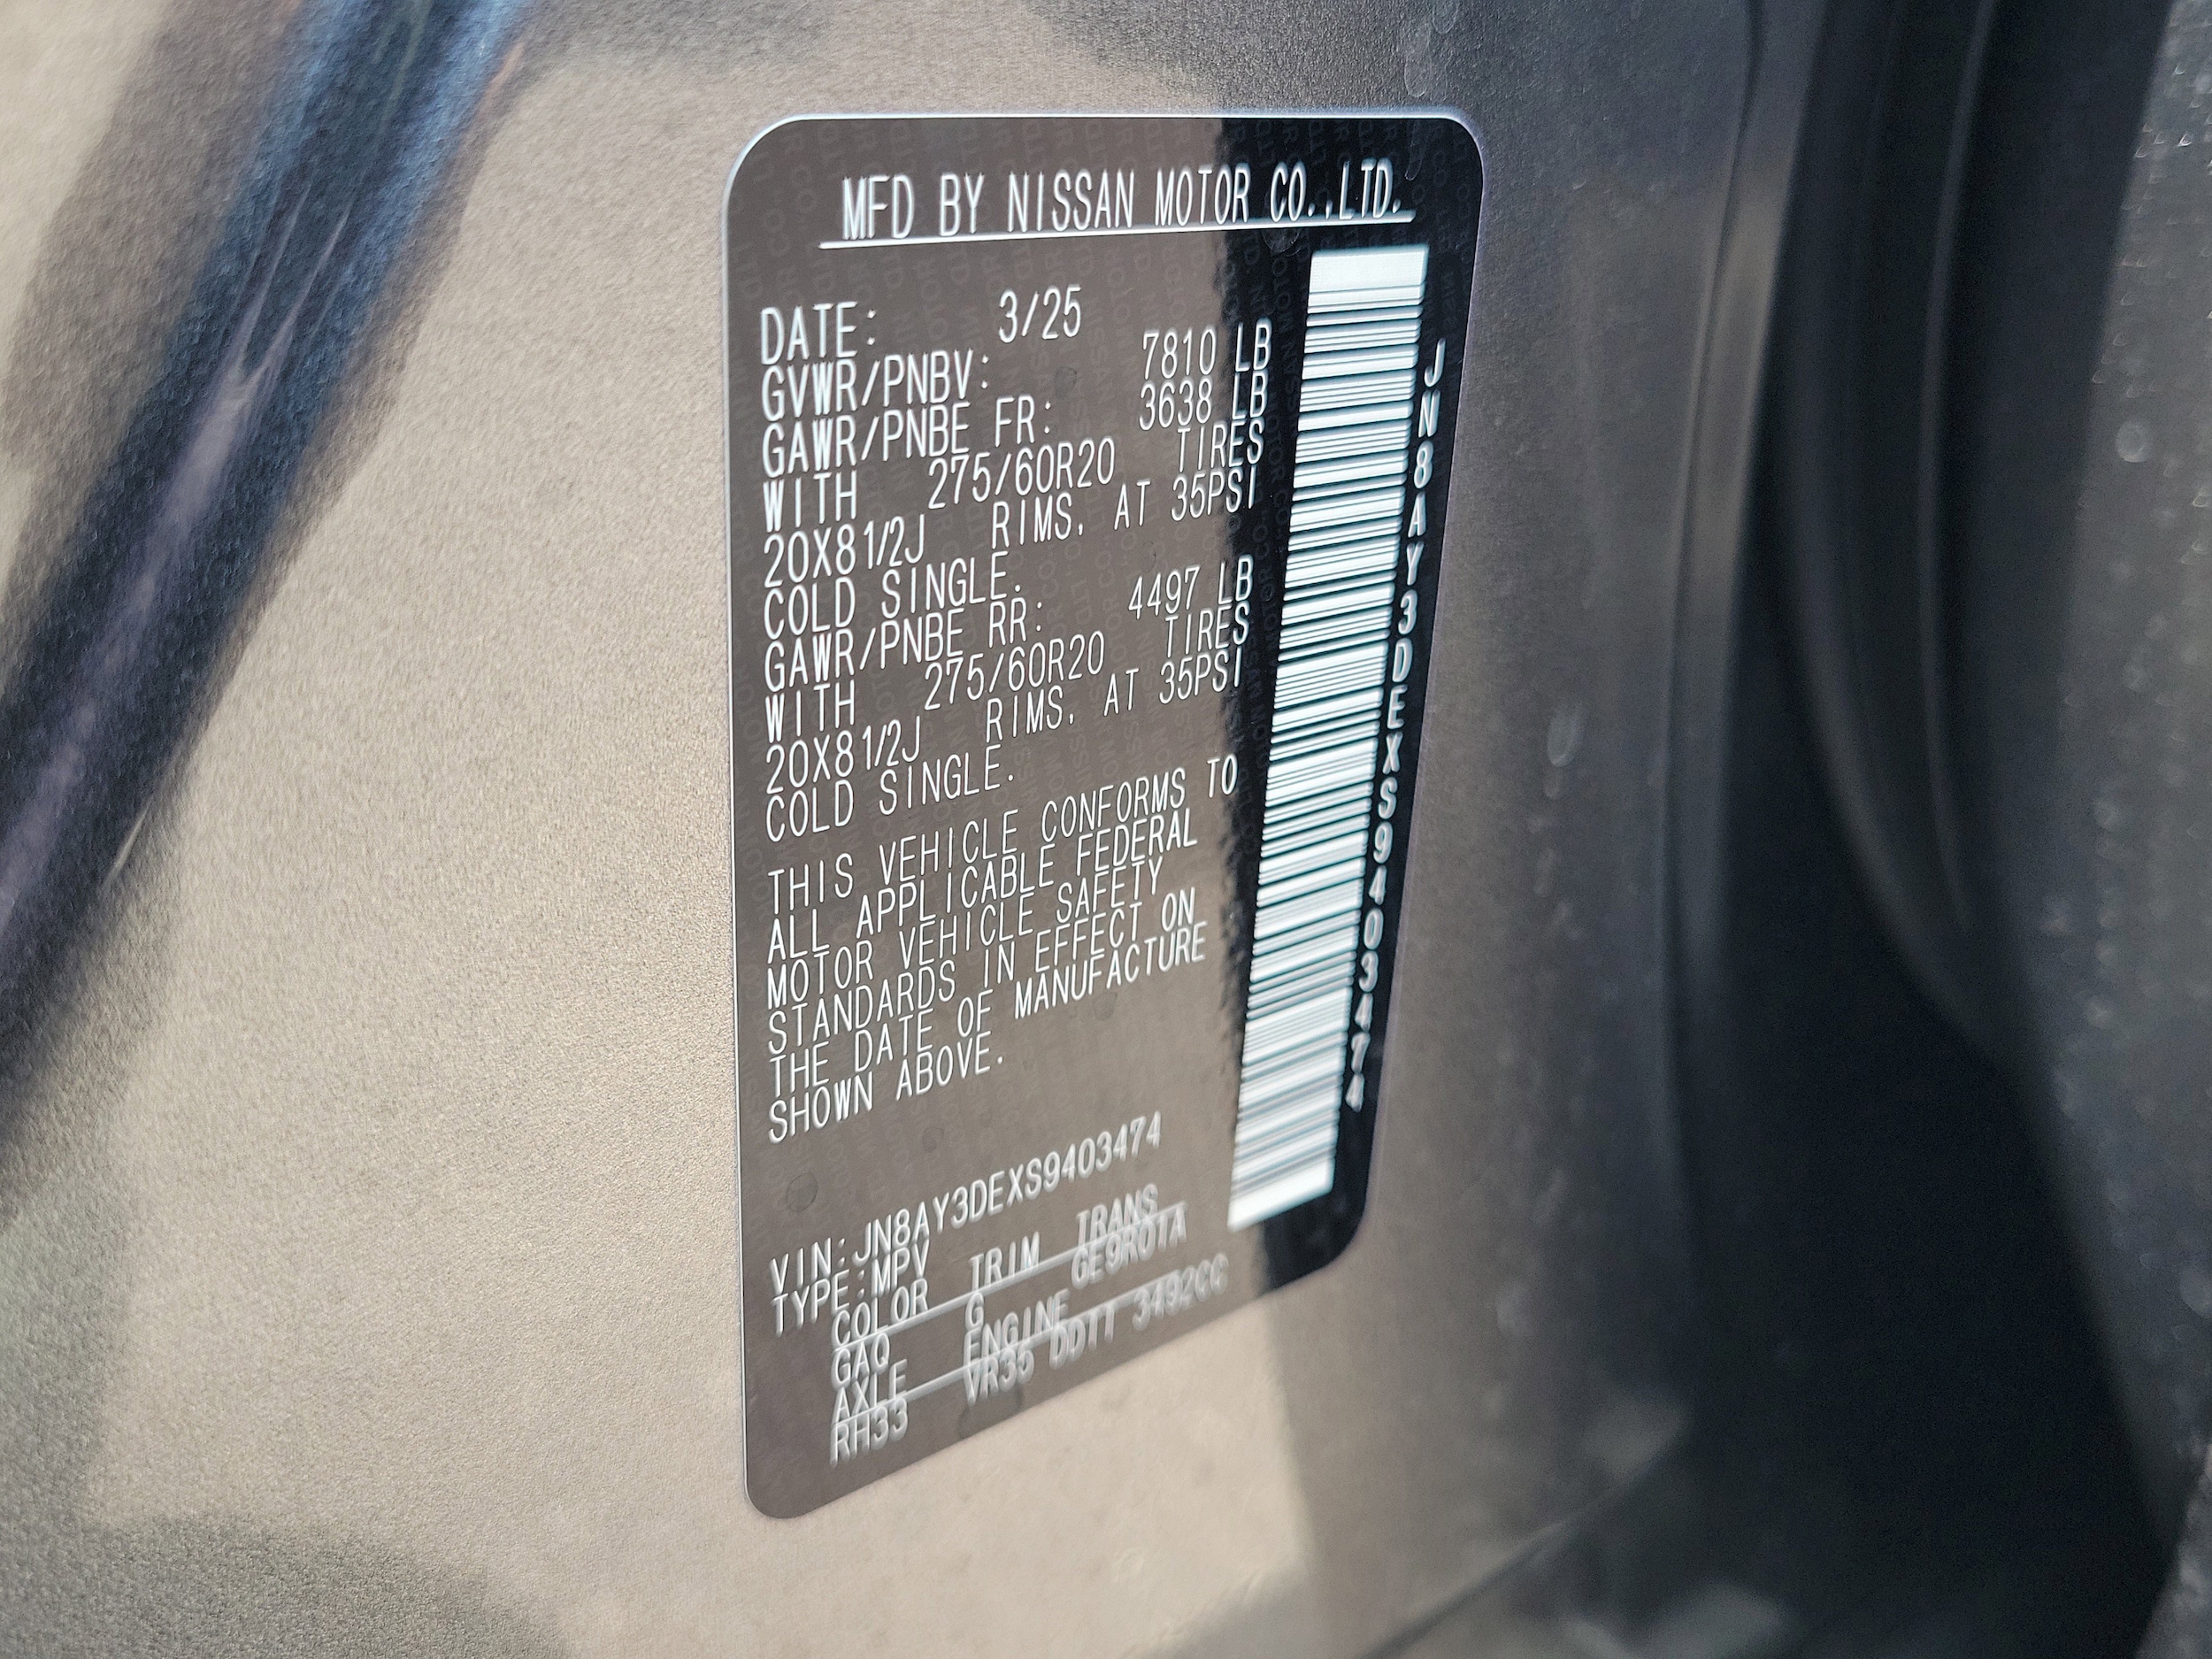 MFD BY NISSAN MOTOR CO.,LTD.
DATE: 3/25
GVWR/PNBV: 7810 LB
GAWR/PNBE FR: 3638 LB
WITH 275/60R20 TIRES
20X8 1/2J RIMS, AT 35PSI
COLD SINGLE.
GAWR/PNBE RR: 4497 LB
WITH 275/60R20 TIRES
20X8 1/2J RIMS, AT 35PSI
COLD SINGLE.
THIS VEHICLE CONFORMS TO
ALL APPLICABLE FEDERAL
MOTOR VEHICLE SAFETY
STANDARDS IN EFFECT ON
THE DATE OF MANUFACTURE
SHOWN ABOVE.
VIN:JN8AY3DEXS9403474
TYPE:MPV
COLOR TRIM TRANS
GAQ G GE9R01A
AXLE ENGINE
RH33 VR35 DDTT 3492CC
JN8AY3DEXS9403474